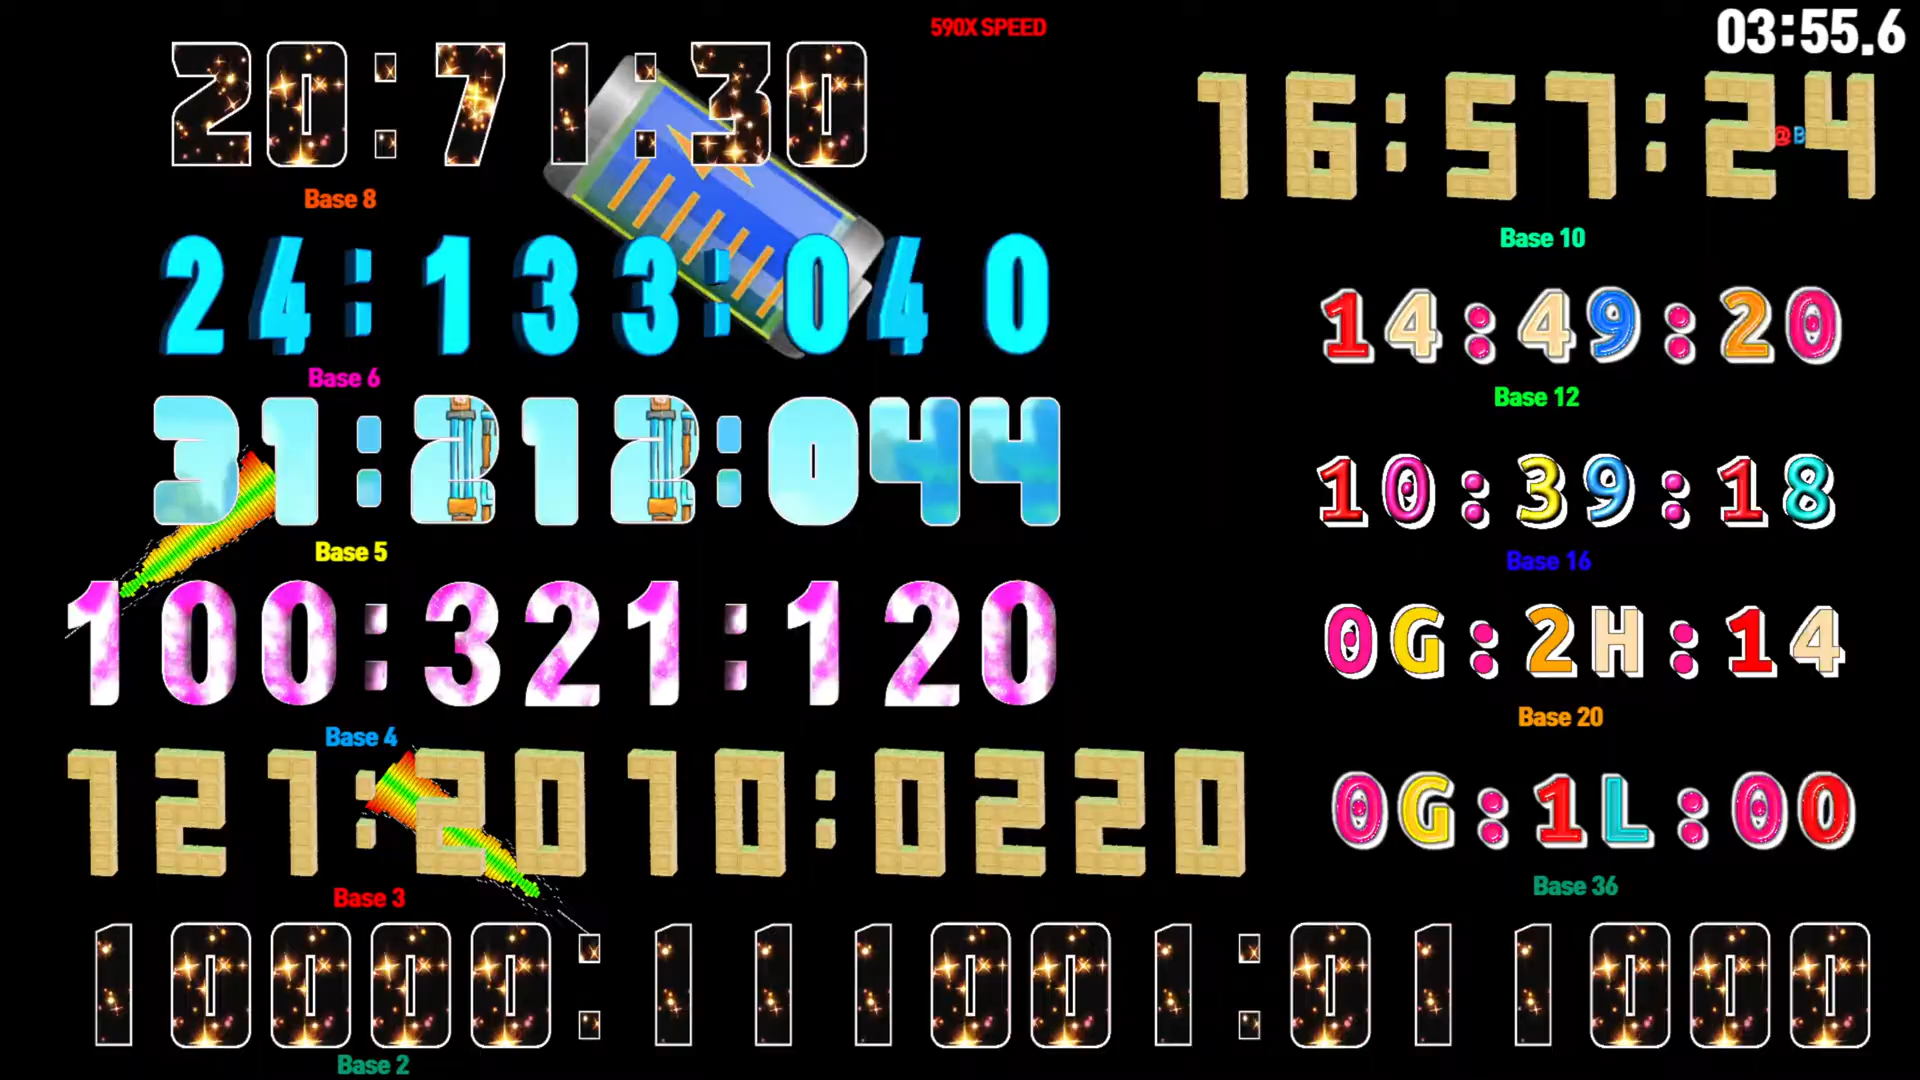 590X SPEED
03:55.6
20:71:30
Base 8
24:133:040
Base 6
31:212:044
Base 5
100:321:120
Base 4
121:2010:0220
Base 3
10000:111001:011000
Base 2
16:57:24
@B
Base 10
14:49:20
Base 12
10:39:18
Base 16
0G:2H:14
Base 20
0G:1L:00
Base 36